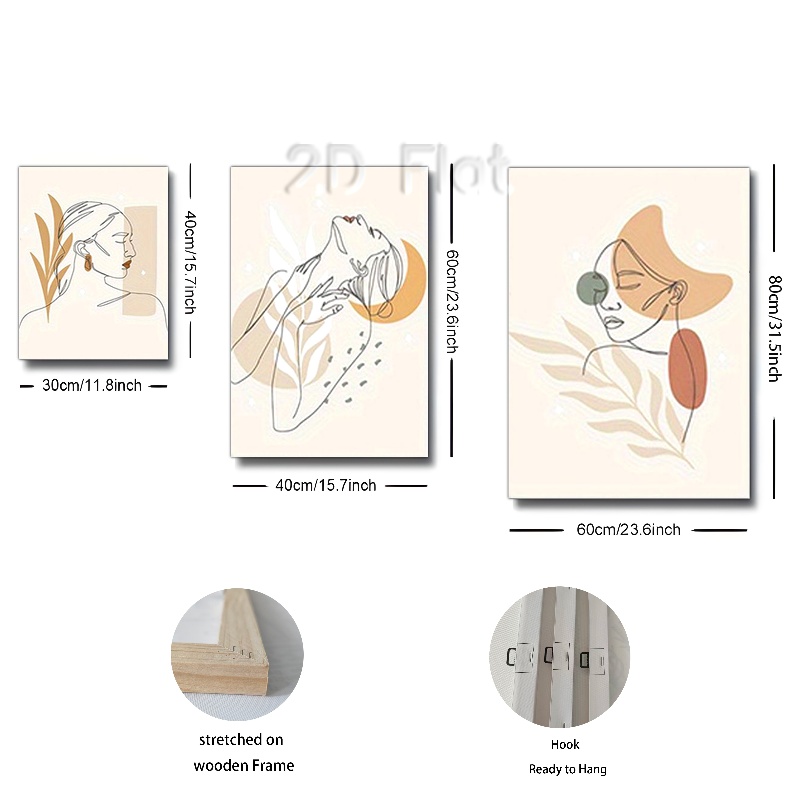 2D Flat
40cm/15.7inch
30cm/11.8inch
60cm/23.6inch
40cm/15.7inch
80cm/31.5inch
60cm/23.6inch
stretched on
wooden Frame
Hook
Ready to Hang